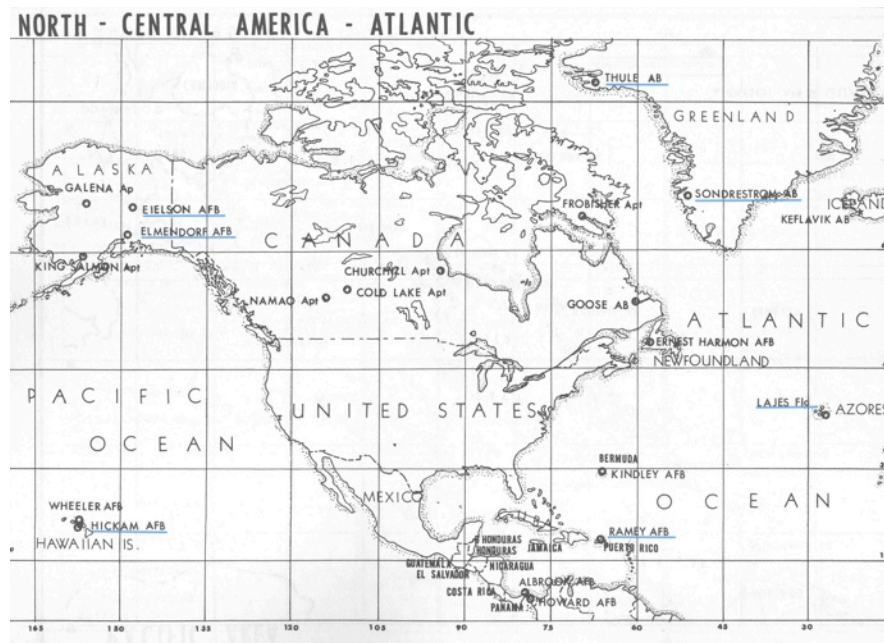 NORTH - CENTRAL AMERICA - ATLANTIC
THULE AB
GREENLAND
ALASKA
GALENA Ap
EIELSON AFB
ELMENDORF AFB
KING SALMON Apt
CANADA
FROBISHER Apt
SONDRESTROM AB
ICELAND
KEFLAVIK AB
CHURCHILL Apt
COLD LAKE Apt
NAMAO Apt
GOOSE AB
ATLANTIC
ERNEST HARMON AFB
NEWFOUNDLAND
PACIFIC
OCEAN
UNITED STATES
LAJES Fld
AZORES
BERMUDA
KINDLEY AFB
MEXICO
OCEAN
WHEELER AFB
HICKAM AFB
HAWAIIAN IS.
CUBA
RAMEY AFB
PUERTO RICO
JAMAICA
HONDURAS
GUATEMALA
EL SALVADOR
NICARAGUA
COSTA RICA
ALBROOK AFB
HOWARD AFB
PANAMA
165 150 135 120 105 90 75 60 45 30